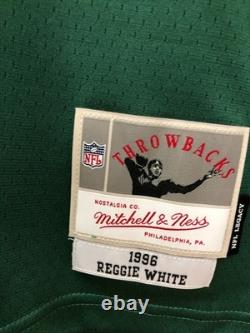 THROWBACKS
NFL
NOSTALGIA CO.
Mitchell & Ness
PHILADELPHIA, PA.
NFL LEGACY
1996
REGGIE WHITE